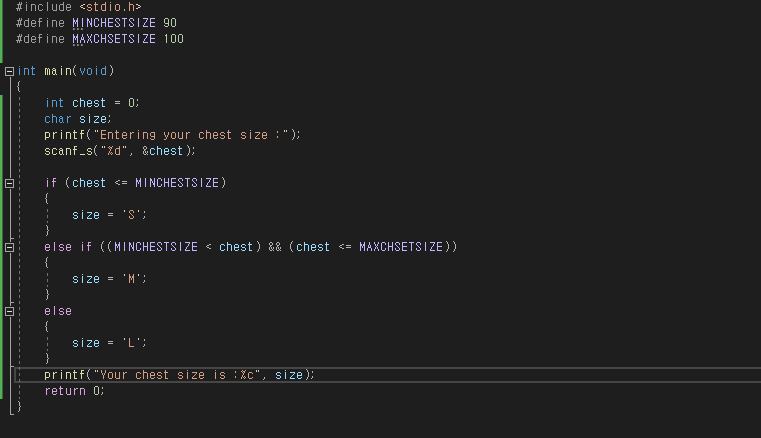 #include <stdio.h>
#define MINCHESTSIZE 90
#define MAXCHSETSIZE 100
int main(void)
{
int chest = 0;
char size;
printf("Entering your chest size :");
scanf_s("%d", &chest);
if (chest <= MINCHESTSIZE)
{
size = 'S';
}
else if ((MINCHESTSIZE < chest) && (chest <= MAXCHSETSIZE))
{
size = 'M';
}
else
{
size = 'L';
}
printf("Your chest size is :%c", size);
return 0;
}